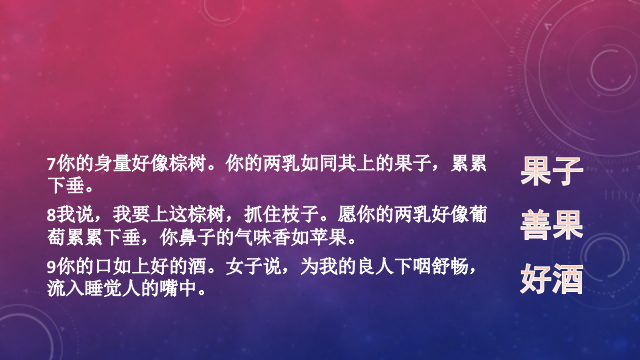 7你的身量好像棕树。你的两乳如同其上的果子，累累
下垂。
8我说，我要上这棕树，抓住枝子。愿你的两乳好像葡
萄累累下垂，你鼻子的气味香如苹果。
9你的口如上好的酒。女子说，为我的良人下咽舒畅，
流入睡觉人的嘴中。
果子
善果
好酒